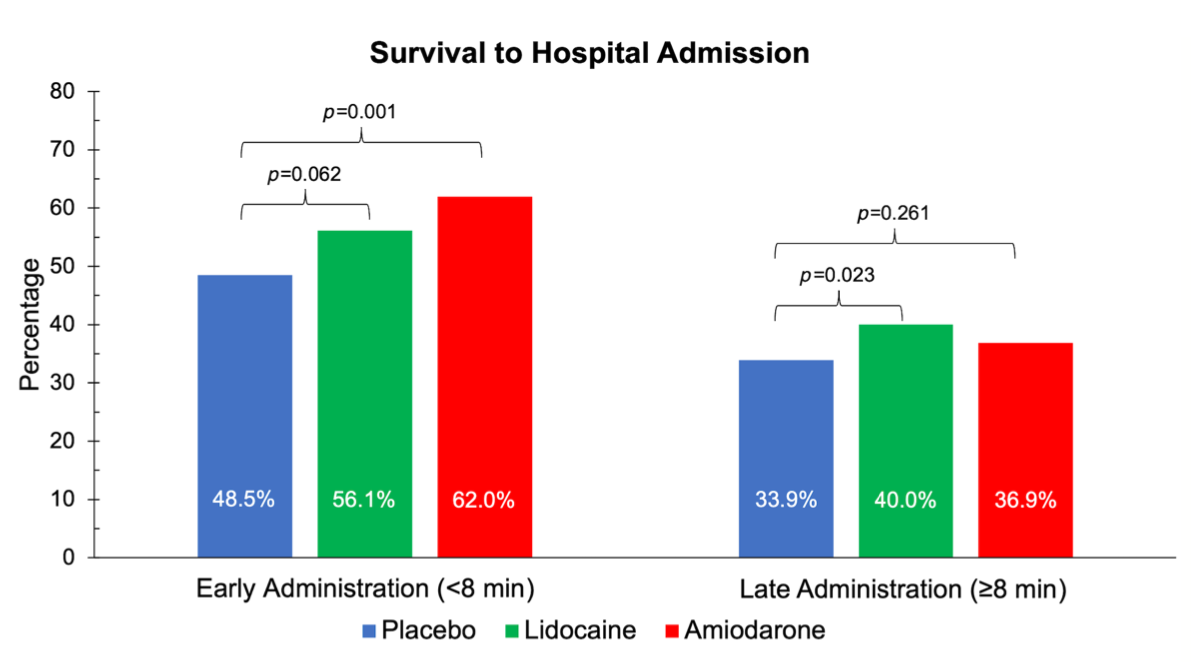 Survival to Hospital Admission
80
70
60
50
40
30
20
10
0
Percentage
p=0.001
p=0.062
p=0.261
p=0.023
48.5%
56.1%
62.0%
33.9%
40.0%
36.9%
Early Administration (<8 min)
Late Administration (≥8 min)
Placebo
Lidocaine
Amiodarone